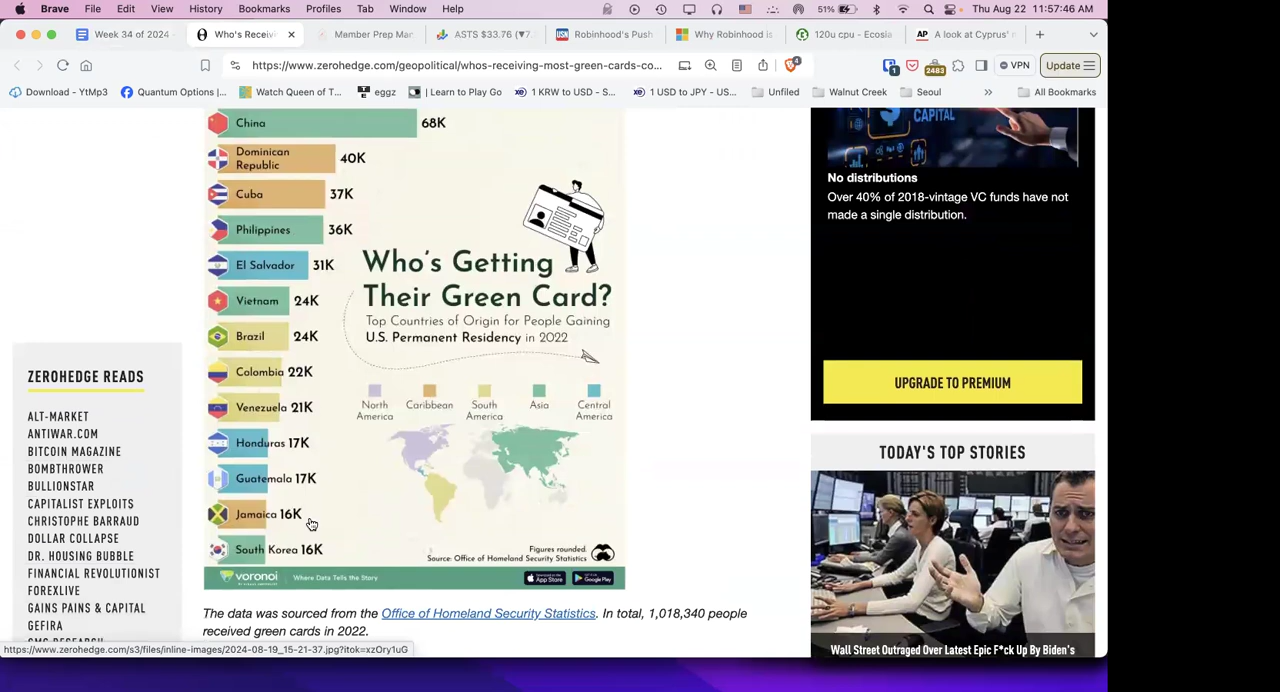 Brave File Edit View History Bookmarks Profiles Tab Window Help 51% Thu Aug 22 11:57:46 AM
Week 34 of 2024 Who's Receiv Member Prep Mar ASTS $33.76 (▼7. Robinhood's Push Why Robinhood is 120u cpu - Ecosia A look at Cyprus'
https://www.zerohedge.com/geopolitical/whos-receiving-most-green-cards-co... 4 1 2483 VPN Update
Download - YtMp3 Quantum Options |... Watch Queen of T... eggz | Learn to Play Go 1 KRW to USD - S... 1 USD to JPY - US... Unfiled Walnut Creek Seoul » All Bookmarks
China 68K
Dominican
Republic 40K
Cuba 37K
Philippines 36K
El Salvador 31K
Vietnam 24K
Brazil 24K
Colombia 22K
Venezuela 21K
Honduras 17K
Guatemala 17K
Jamaica 16K
South Korea 16K
Who's Getting
Their Green Card?
Top Countries of Origin for People Gaining
U.S. Permanent Residency in 2022
North
America
Caribbean
South
America
Asia
Central
America
Figures rounded.
Source: Office of Homeland Security Statistics
voronoi Where Data Tells the Story App Store Google Play
The data was sourced from the Office of Homeland Security Statistics. In total, 1,018,340 people
received green cards in 2022.
ZEROHEDGE READS
ALT-MARKET
ANTIWAR.COM
BITCOIN MAGAZINE
BOMBTHROWER
BULLIONSTAR
CAPITALIST EXPLOITS
CHRISTOPHE BARRAUD
DOLLAR COLLAPSE
DR. HOUSING BUBBLE
FINANCIAL REVOLUTIONIST
FOREXLIVE
GAINS PAINS & CAPITAL
GEFIRA
GMG RESEARCH
https://www.zerohedge.com/s3/files/inline-images/2024-08-19_15-21-37.jpg?itok=xzOry1uG
CAPITAL
No distributions
Over 40% of 2018-vintage VC funds have not
made a single distribution.
UPGRADE TO PREMIUM
TODAY'S TOP STORIES
Wall Street Outraged Over Latest Epic F*ck Up By Biden's